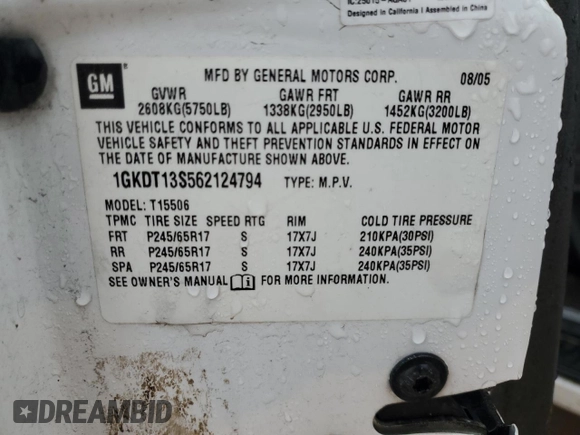 Designed in California I Assembled in China
GM
MFD BY GENERAL MOTORS CORP. 08/05
GVWR GAWR FRT GAWR RR
2608KG(5750LB) 1338KG(2950LB) 1452KG(3200LB)
THIS VEHICLE CONFORMS TO ALL APPLICABLE U.S. FEDERAL MOTOR
VEHICLE SAFETY AND THEFT PREVENTION STANDARDS IN EFFECT ON
THE DATE OF MANUFACTURE SHOWN ABOVE.
1GKDT13S562124794 TYPE: M.P.V.
MODEL: T15506
TPMC TIRE SIZE SPEED RTG RIM COLD TIRE PRESSURE
FRT P245/65R17 S 17X7J 210KPA(30PSI)
RR P245/65R17 S 17X7J 240KPA(35PSI)
SPA P245/65R17 S 17X7J 240KPA(35PSI)
SEE OWNER'S MANUAL FOR MORE INFORMATION.
DREAMBID